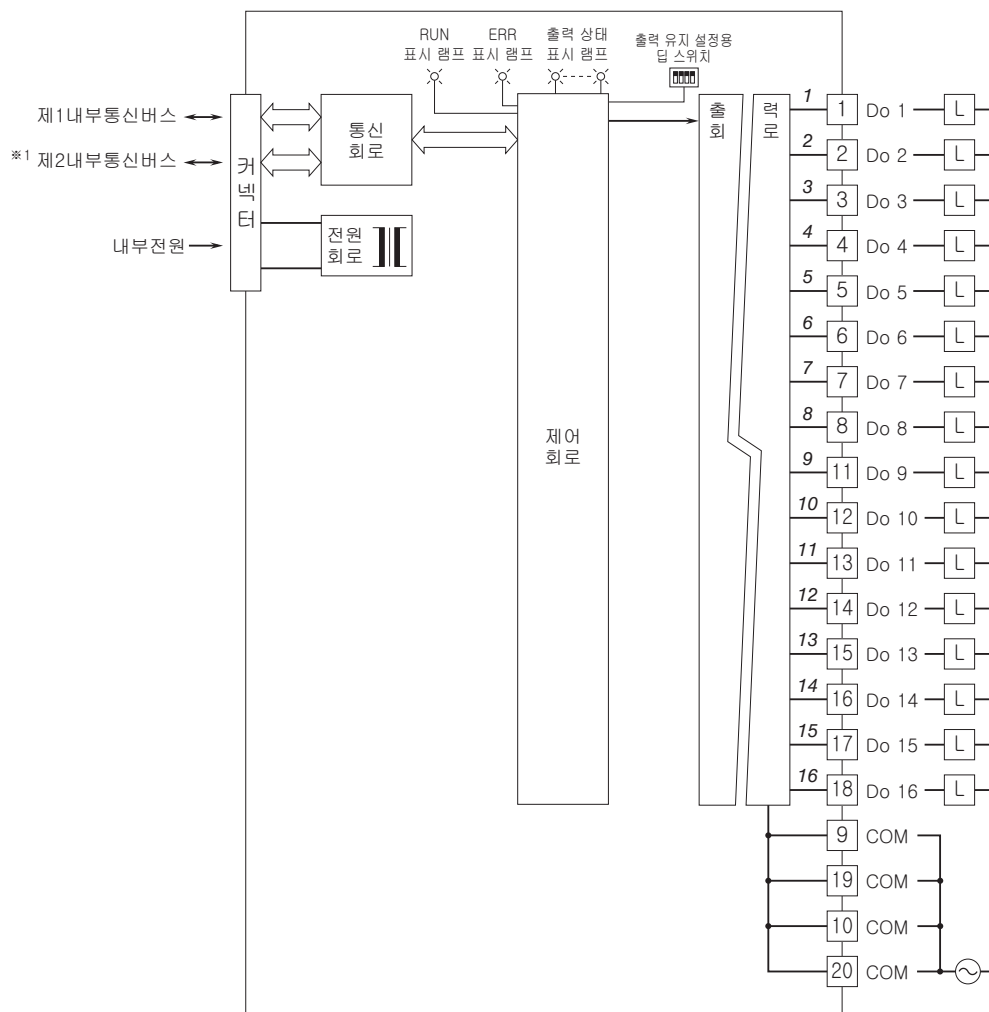 RUN
표시 램프
ERR
표시 램프
출력 상태
표시 램프
출력 유지 설정용
딥 스위치
제1내부통신버스
※1 제2내부통신버스
내부전원
커넥터
통신
회로
전원
회로
제어
회로
출 력
회 로
1 1 Do 1 L
2 2 Do 2 L
3 3 Do 3 L
4 4 Do 4 L
5 5 Do 5 L
6 6 Do 6 L
7 7 Do 7 L
8 8 Do 8 L
9 11 Do 9 L
10 12 Do 10 L
11 13 Do 11 L
12 14 Do 12 L
13 15 Do 13 L
14 16 Do 14 L
15 17 Do 15 L
16 18 Do 16 L
9 COM
19 COM
10 COM
20 COM